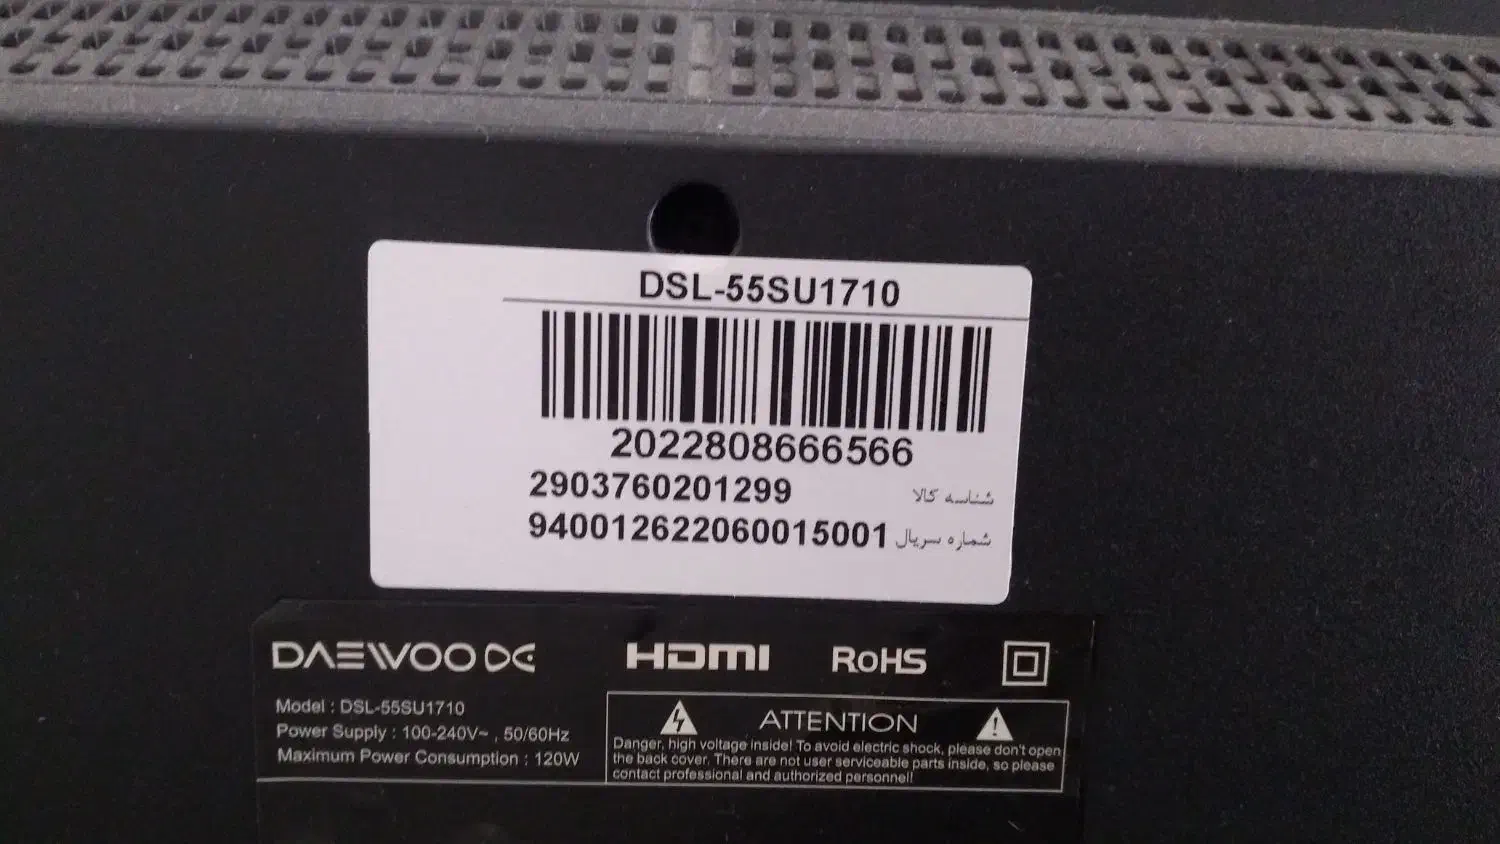 DSL-55SU1710
2022808666566
2903760201299 شناسه کالا
940012622060015001 شماره سریال
DAEWOO HDMI RoHS
Model : DSL-55SU1710
Power Supply : 100-240V~ , 50/60Hz
Maximum Power Consumption : 120W
ATTENTION
Danger, high voltage inside! To avoid electric shock, please don't open
the back cover. There are not user serviceable parts inside, so please
contact professional and authorized personnel!